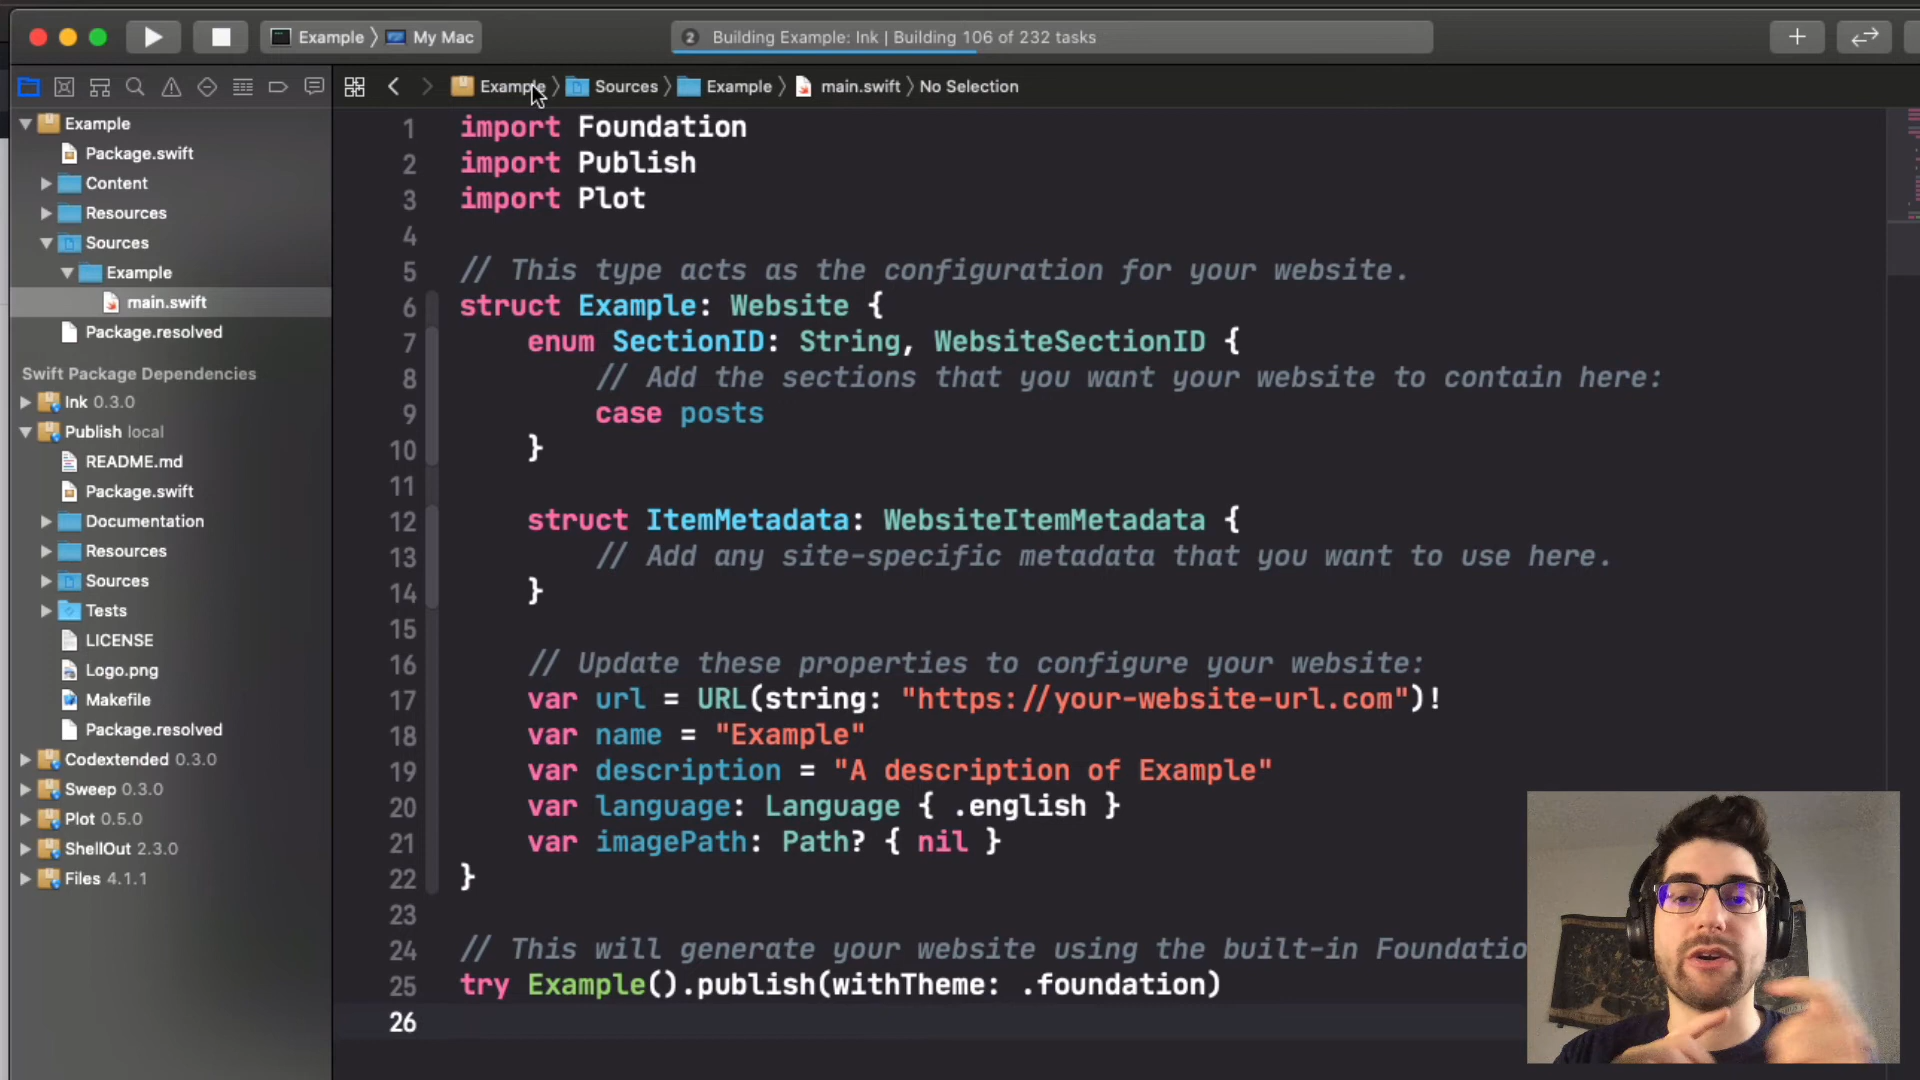 Example 〉 My Mac
2 Building Example: Ink | Building 106 of 232 tasks
Example 〉 Sources 〉 Example 〉 main.swift 〉 No Selection
Example
Package.swift
Content
Resources
Sources
Example
main.swift
Package.resolved
Swift Package Dependencies
Ink 0.3.0
Publish local
README.md
Package.swift
Documentation
Resources
Sources
Tests
LICENSE
Logo.png
Makefile
Package.resolved
Codextended 0.3.0
Sweep 0.3.0
Plot 0.5.0
ShellOut 2.3.0
Files 4.1.1
1 import Foundation
2 import Publish
3 import Plot
4
5 // This type acts as the configuration for your website.
6 struct Example: Website {
7 enum SectionID: String, WebsiteSectionID {
8 // Add the sections that you want your website to contain here:
9 case posts
10 }
11
12 struct ItemMetadata: WebsiteItemMetadata {
13 // Add any site-specific metadata that you want to use here.
14 }
15
16 // Update these properties to configure your website:
17 var url = URL(string: "https://your-website-url.com")!
18 var name = "Example"
19 var description = "A description of Example"
20 var language: Language { .english }
21 var imagePath: Path? { nil }
22 }
23
24 // This will generate your website using the built-in Foundatio
25 try Example().publish(withTheme: .foundation)
26